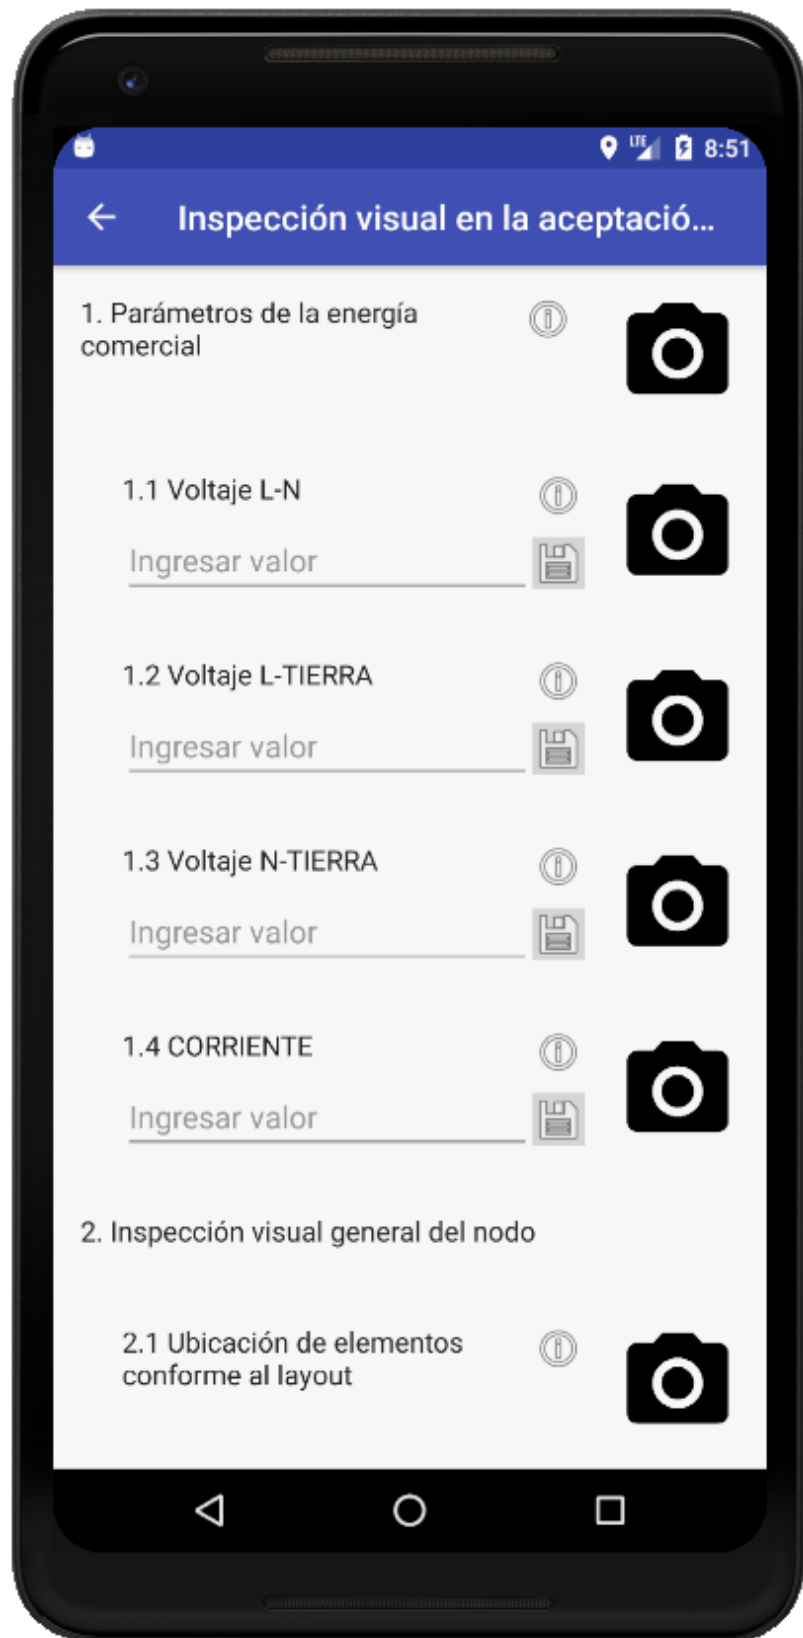 LTE 8:51
Inspección visual en la aceptació...
1. Parámetros de la energía
comercial
1.1 Voltaje L-N
Ingresar valor
1.2 Voltaje L-TIERRA
Ingresar valor
1.3 Voltaje N-TIERRA
Ingresar valor
1.4 CORRIENTE
Ingresar valor
2. Inspección visual general del nodo
2.1 Ubicación de elementos
conforme al layout